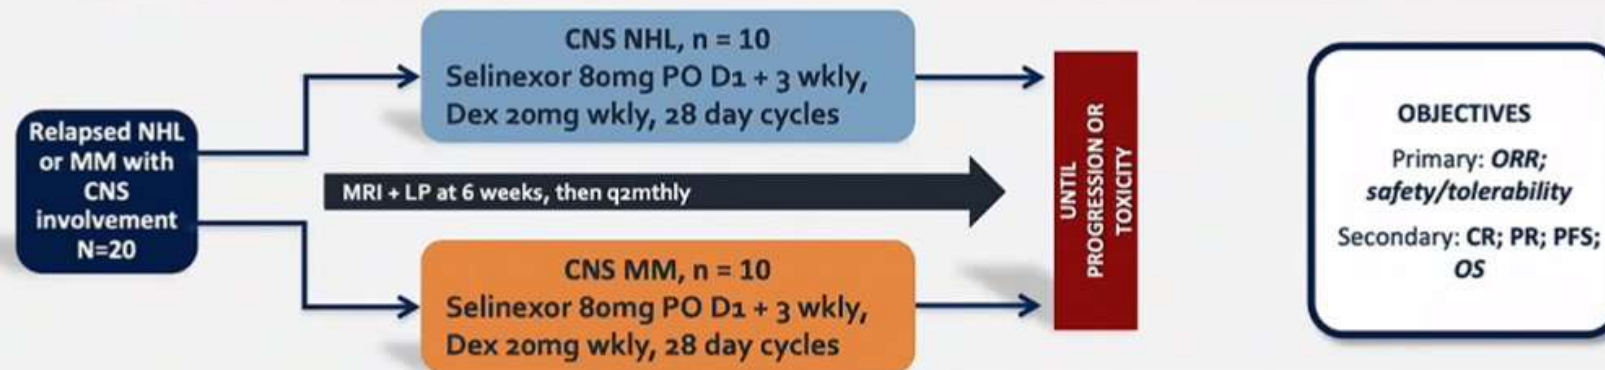 Relapsed NHL
or MM with
CNS
involvement
N=20
CNS NHL, n = 10
Selinexor 80mg PO D1 + 3 wkly,
Dex 20mg wkly, 28 day cycles
MRI + LP at 6 weeks, then q2mthly
CNS MM, n = 10
Selinexor 80mg PO D1 + 3 wkly,
Dex 20mg wkly, 28 day cycles
UNTIL
PROGRESSION OR
TOXICITY
OBJECTIVES
Primary: ORR;
safety/tolerability
Secondary: CR; PR; PFS;
OS